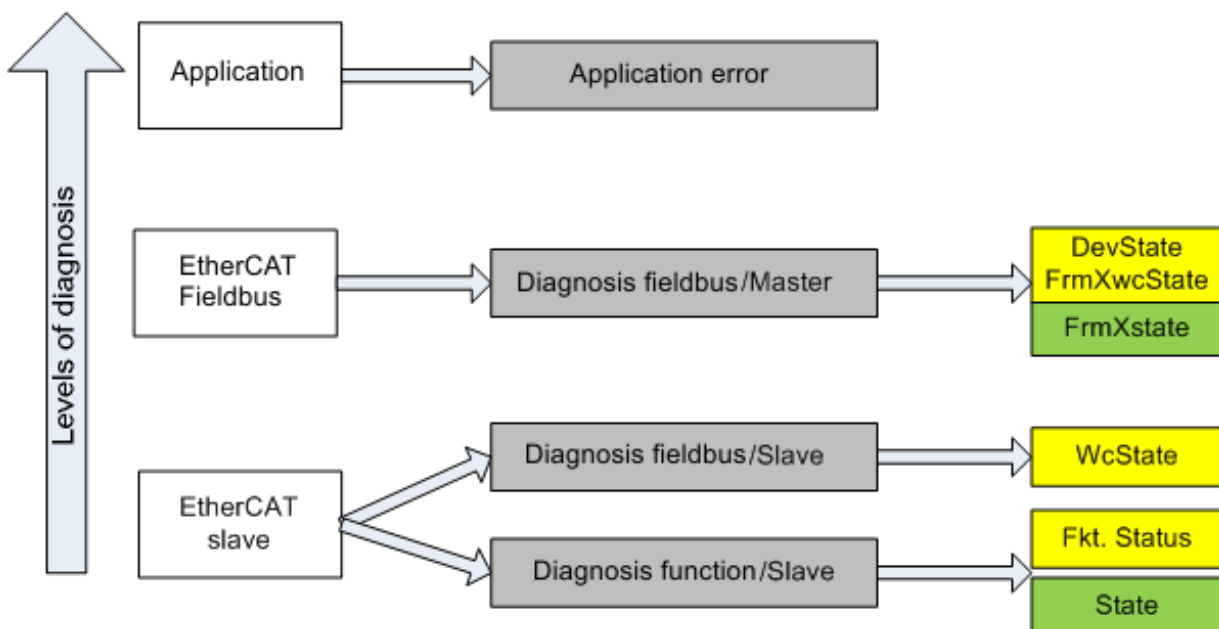 Levels of diagnosis
Application
Application error
EtherCAT
Fieldbus
Diagnosis fieldbus/Master
DevState
FrmXwcState
FrmXstate
EtherCAT
slave
Diagnosis fieldbus/Slave
WcState
Diagnosis function/Slave
Fkt. Status
State